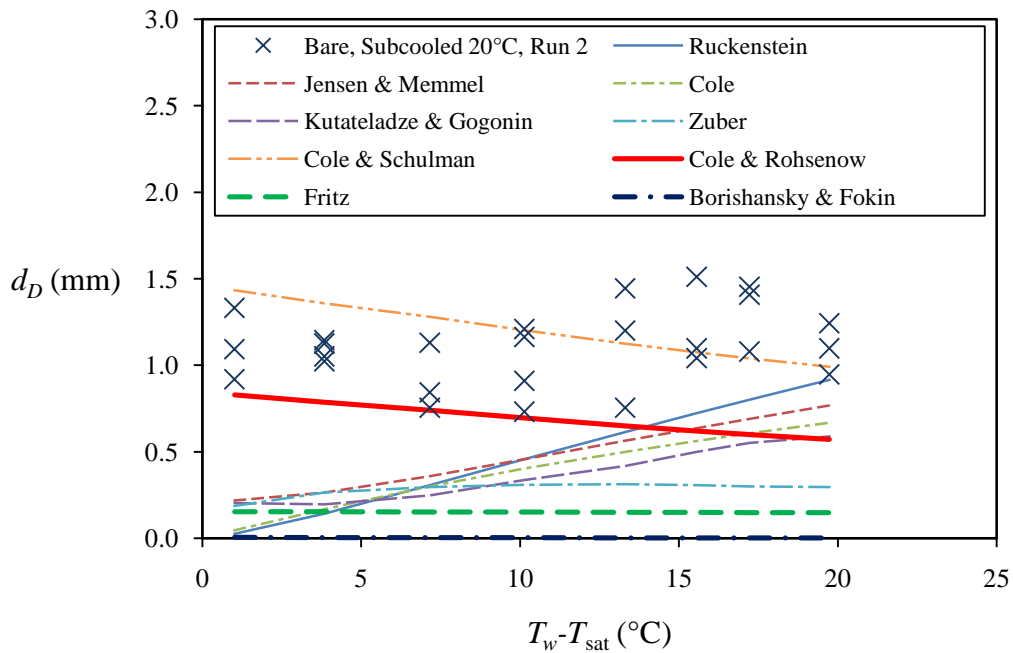 3.0
2.5
2.0
1.5
1.0
0.5
0.0
d_D (mm)
Bare, Subcooled 20°C, Run 2
Ruckenstein
Jensen & Memmel
Cole
Kutateladze & Gogonin
Zuber
Cole & Schulman
Cole & Rohsenow
Fritz
Borishansky & Fokin
0 5 10 15 20 25
T_w-T_sat (°C)